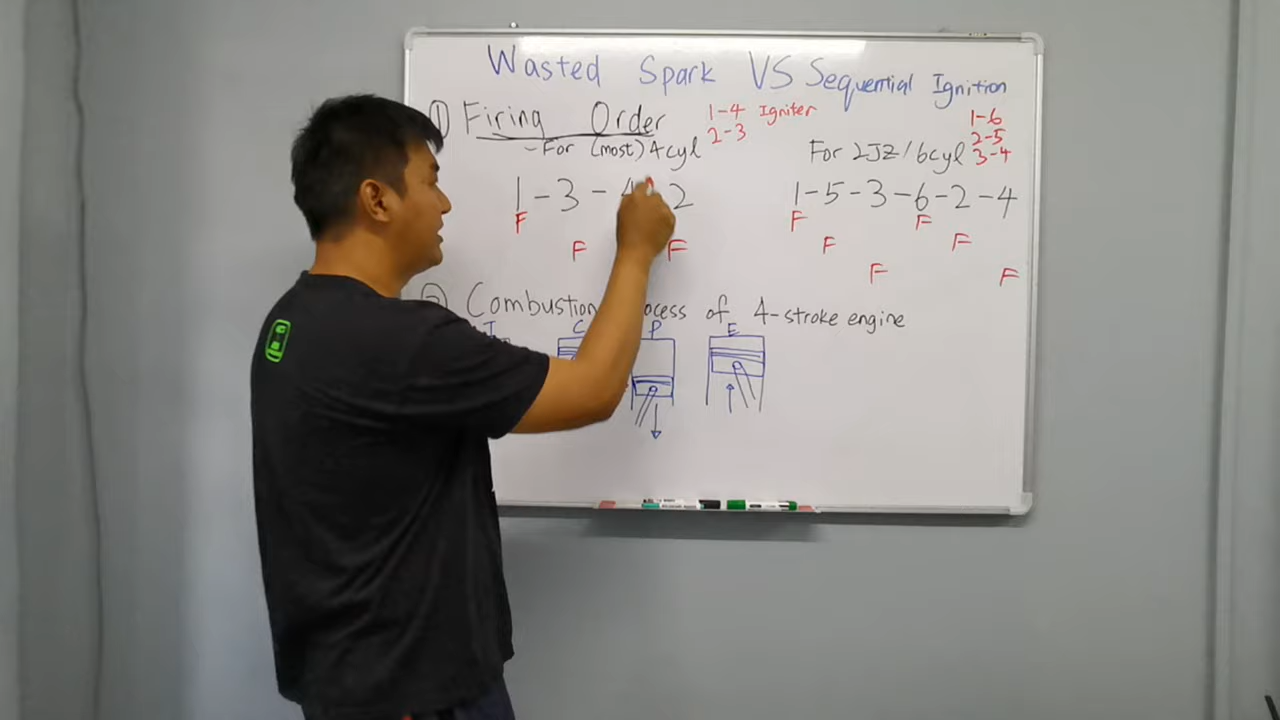 Wasted Spark VS Sequential Ignition
① Firing Order
1-4 Igniter
2-3
- For (most) 4cyl
1 - 3 - 4 - 2
F F F
1-6
2-5
3-4
For 2JZ/6cyl
1-5-3-6-2-4
F F
F F
F F
Combustion of 4-stroke engine
I C P E